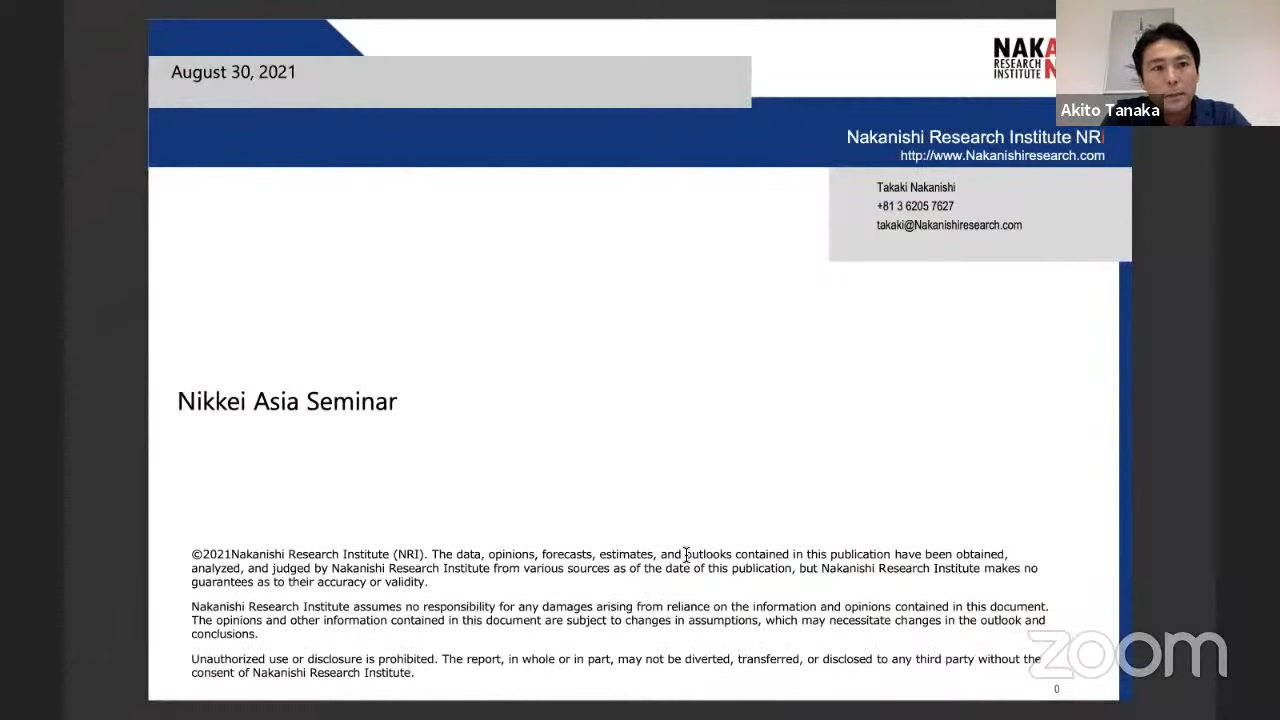 August 30, 2021
NAKA
RESEARCH
INSTITUTE N
Akito Tanaka
Nakanishi Research Institute NRi
http://www.Nakanishiresearch.com
Takaki Nakanishi
+81 3 6205 7627
takaki@Nakanishiresearch.com
Nikkei Asia Seminar
©2021Nakanishi Research Institute (NRI). The data, opinions, forecasts, estimates, and outlooks contained in this publication have been obtained,
analyzed, and judged by Nakanishi Research Institute from various sources as of the date of this publication, but Nakanishi Research Institute makes no
guarantees as to their accuracy or validity.
Nakanishi Research Institute assumes no responsibility for any damages arising from reliance on the information and opinions contained in this document.
The opinions and other information contained in this document are subject to changes in assumptions, which may necessitate changes in the outlook and
conclusions.
Unauthorized use or disclosure is prohibited. The report, in whole or in part, may not be diverted, transferred, or disclosed to any third party without the
consent of Nakanishi Research Institute.
zoom
0